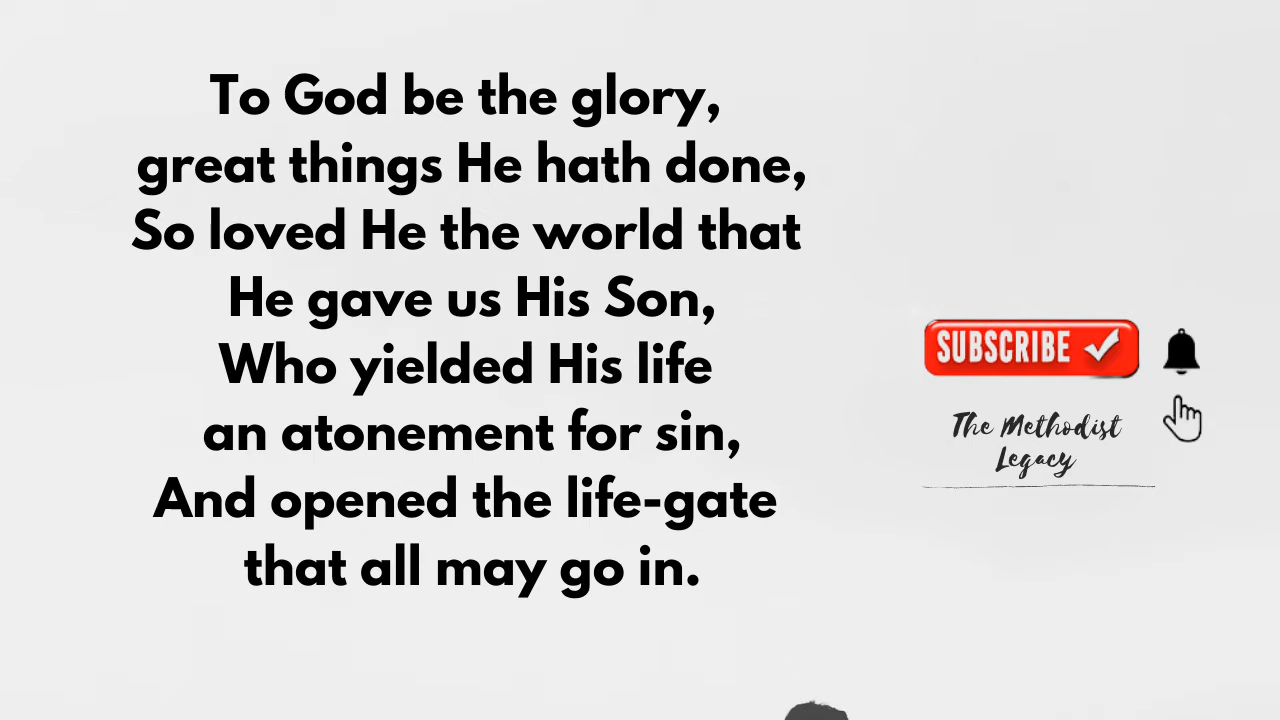 To God be the glory,
great things He hath done,
So loved He the world that
He gave us His Son,
Who yielded His life
an atonement for sin,
And opened the life-gate
that all may go in.
SUBSCRIBE
The Methodist
Legacy